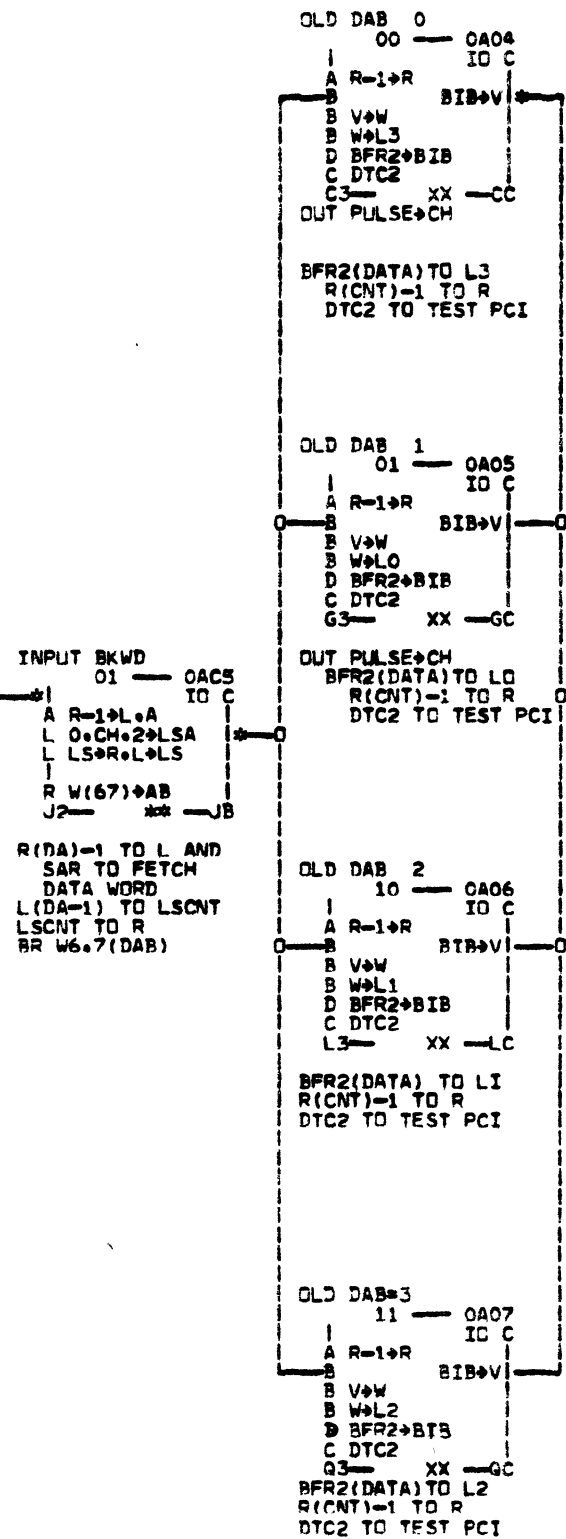 OLD DAB 0
00 — 0A04
IO C
A R-1→R
B BIB→V *
B V→W
B W→L3
D BFR2→BIB
C DTC2
C3— XX —CC
OUT PULSE→CH
BFR2(DATA)TO L3
R(CNT)-1 TO R
DTC2 TO TEST PCI
OLD DAB 1
01 — 0A05
IO C
A R-1→R
B BIB→V
B V→W
B W→L0
D BFR2→BIB
C DTC2
G3— XX —GC
OUT PULSE→CH
BFR2(DATA)TO LO
R(CNT)-1 TO R
DTC2 TO TEST PCI
INPUT BKWD
01 — 0AC5
* IO C
A R-1→L.A
L 0.CH.2→LSA *
L LS→R.L→LS
R W(67)→AB
J2— ** —JB
R(DA)-1 TO L AND
SAR TO FETCH
DATA WORD
L(DA-1) TO LSCNT
LSCNT TO R
BR W6.7(DAB)
OLD DAB 2
10 — 0A06
IO C
A R-1→R
B BIB→V
B V→W
B W→L1
D BFR2→BIB
C DTC2
L3— XX —LC
BFR2(DATA) TO LI
R(CNT)-1 TO R
DTC2 TO TEST PCI
OLD DAB=3
11 — 0A07
IO C
A R-1→R
B BIB→V
B V→W
B W→L2
D BFR2→BIB
C DTC2
Q3— XX —QC
BFR2(DATA)TO L2
R(CNT)-1 TO R
DTC2 TO TEST PCI